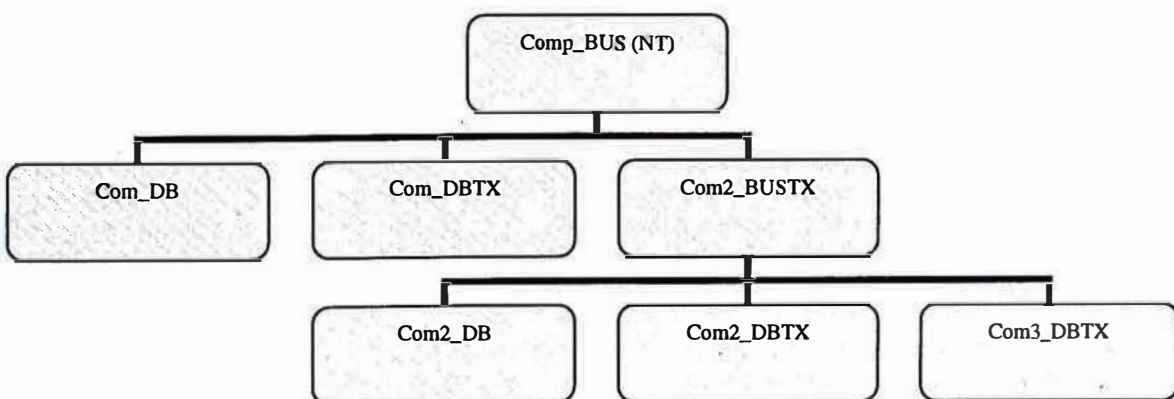 Comp_BUS (NT)
Com_DB
Com_DBTX
Com2_BUSTX
Com2_DB
Com2_DBTX
Com3_DBTX